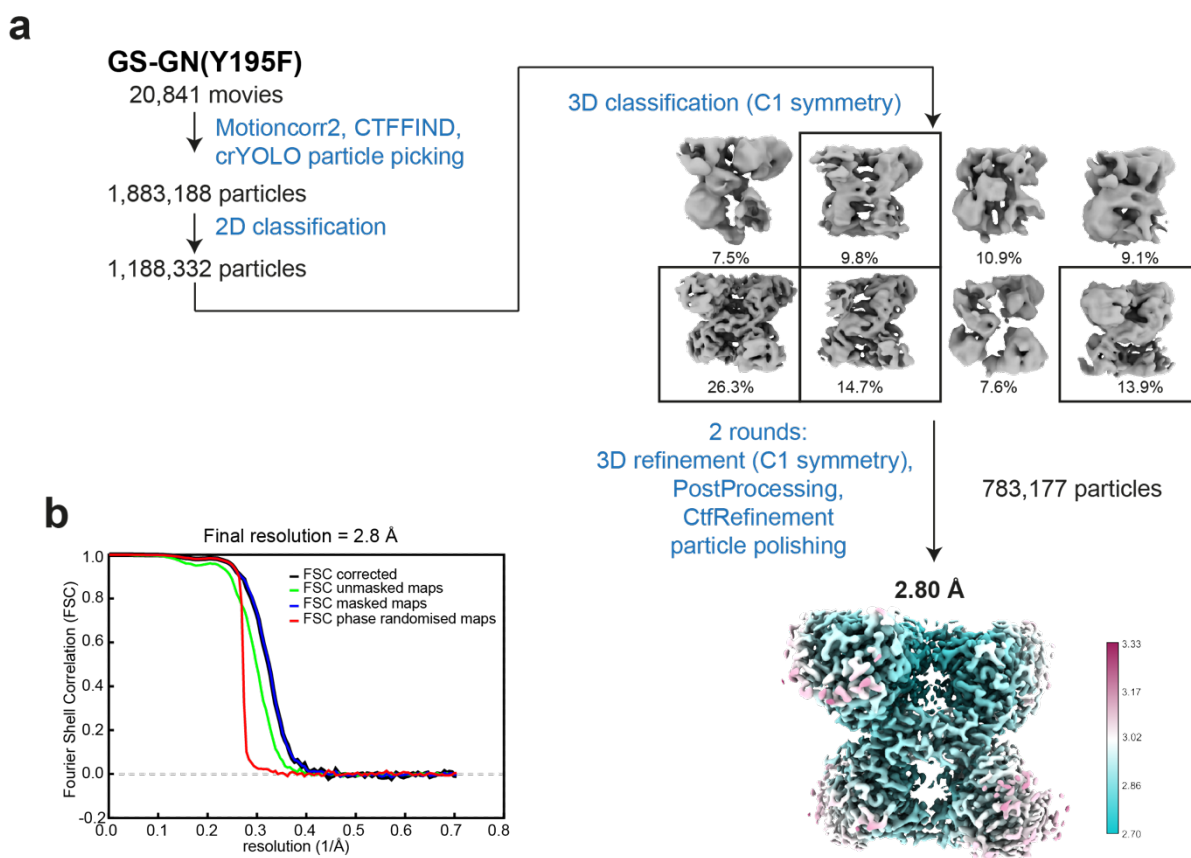 a
GS-GN(Y195F)
20,841 movies
Motioncorr2, CTFFIND,
crYOLO particle picking
1,883,188 particles
2D classification
1,188,332 particles
3D classification (C1 symmetry)
7.5%
9.8%
10.9%
9.1%
26.3%
14.7%
7.6%
13.9%
2 rounds:
3D refinement (C1 symmetry),
PostProcessing,
CtfRefinement
particle polishing
783,177 particles
2.80 Å
3.33
3.17
3.02
2.86
2.70
b
Final resolution = 2.8 Å
Fourier Shell Correlation (FSC)
1.0
0.8
0.6
0.4
0.2
0.0
-0.2
FSC corrected
FSC unmasked maps
FSC masked maps
FSC phase randomised maps
0.0 0.1 0.2 0.3 0.4 0.5 0.6 0.7 0.8
resolution (1/Å)